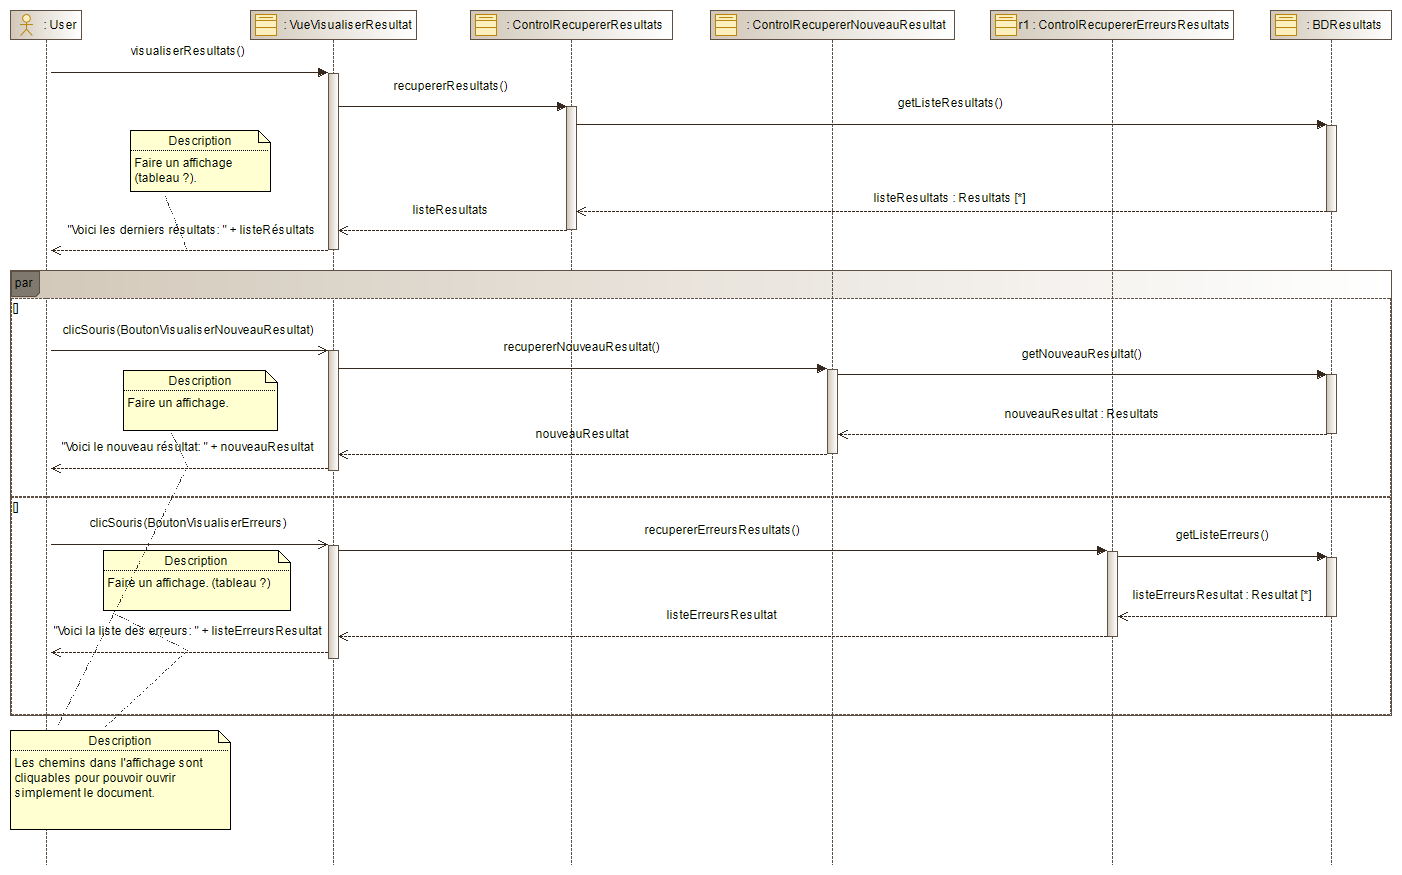 : User
: VueVisualiserResultat
: ControlRecupererResultats
: ControlRecupererNouveauResultat
r1 : ControlRecupererErreursResultats
: BDResultats
visualiserResultats()
recupererResultats()
getListeResultats()
Description
Faire un affichage
(tableau ?).
listeResultats : Resultats [*]
listeResultats
"Voici les derniers résultats: " + listeRésultats
par
[]
clicSouris(BoutonVisualiserNouveauResultat)
recupererNouveauResultat()
getNouveauResultat()
Description
Faire un affichage.
nouveauResultat : Resultats
nouveauResultat
"Voici le nouveau résultat: " + nouveauResultat
[]
clicSouris(BoutonVisualiserErreurs)
recupererErreursResultats()
getListeErreurs()
Description
Faire un affichage. (tableau ?)
listeErreursResultat : Resultat [*]
listeErreursResultat
"Voici la liste des erreurs: " + listeErreursResultat
Description
Les chemins dans l'affichage sont
cliquables pour pouvoir ouvrir
simplement le document.